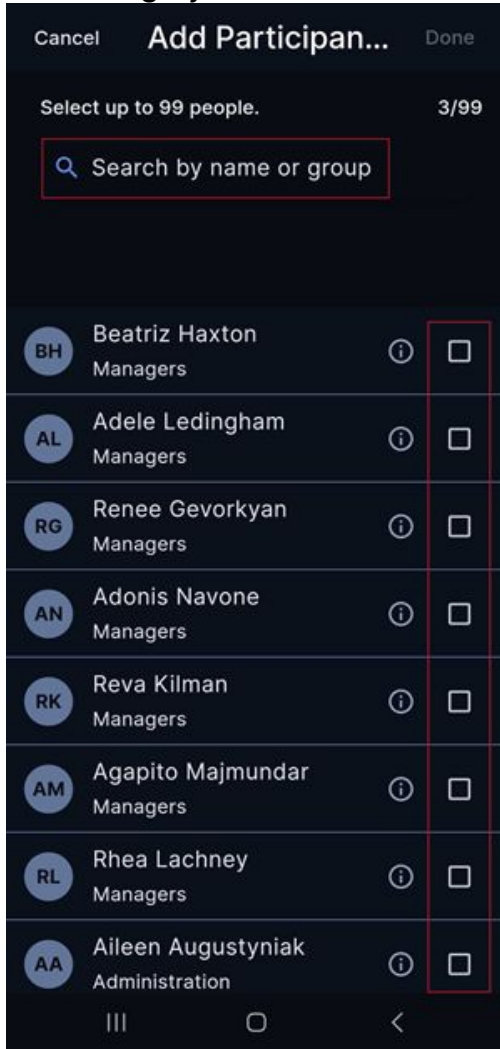 Cancel Add Participan... Done
Select up to 99 people. 3/99
Search by name or group
BH Beatriz Haxton
Managers
AL Adele Ledingham
Managers
RG Renee Gevorkyan
Managers
AN Adonis Navone
Managers
RK Reva Kilman
Managers
AM Agapito Majmundar
Managers
RL Rhea Lachney
Managers
AA Aileen Augustyniak
Administration